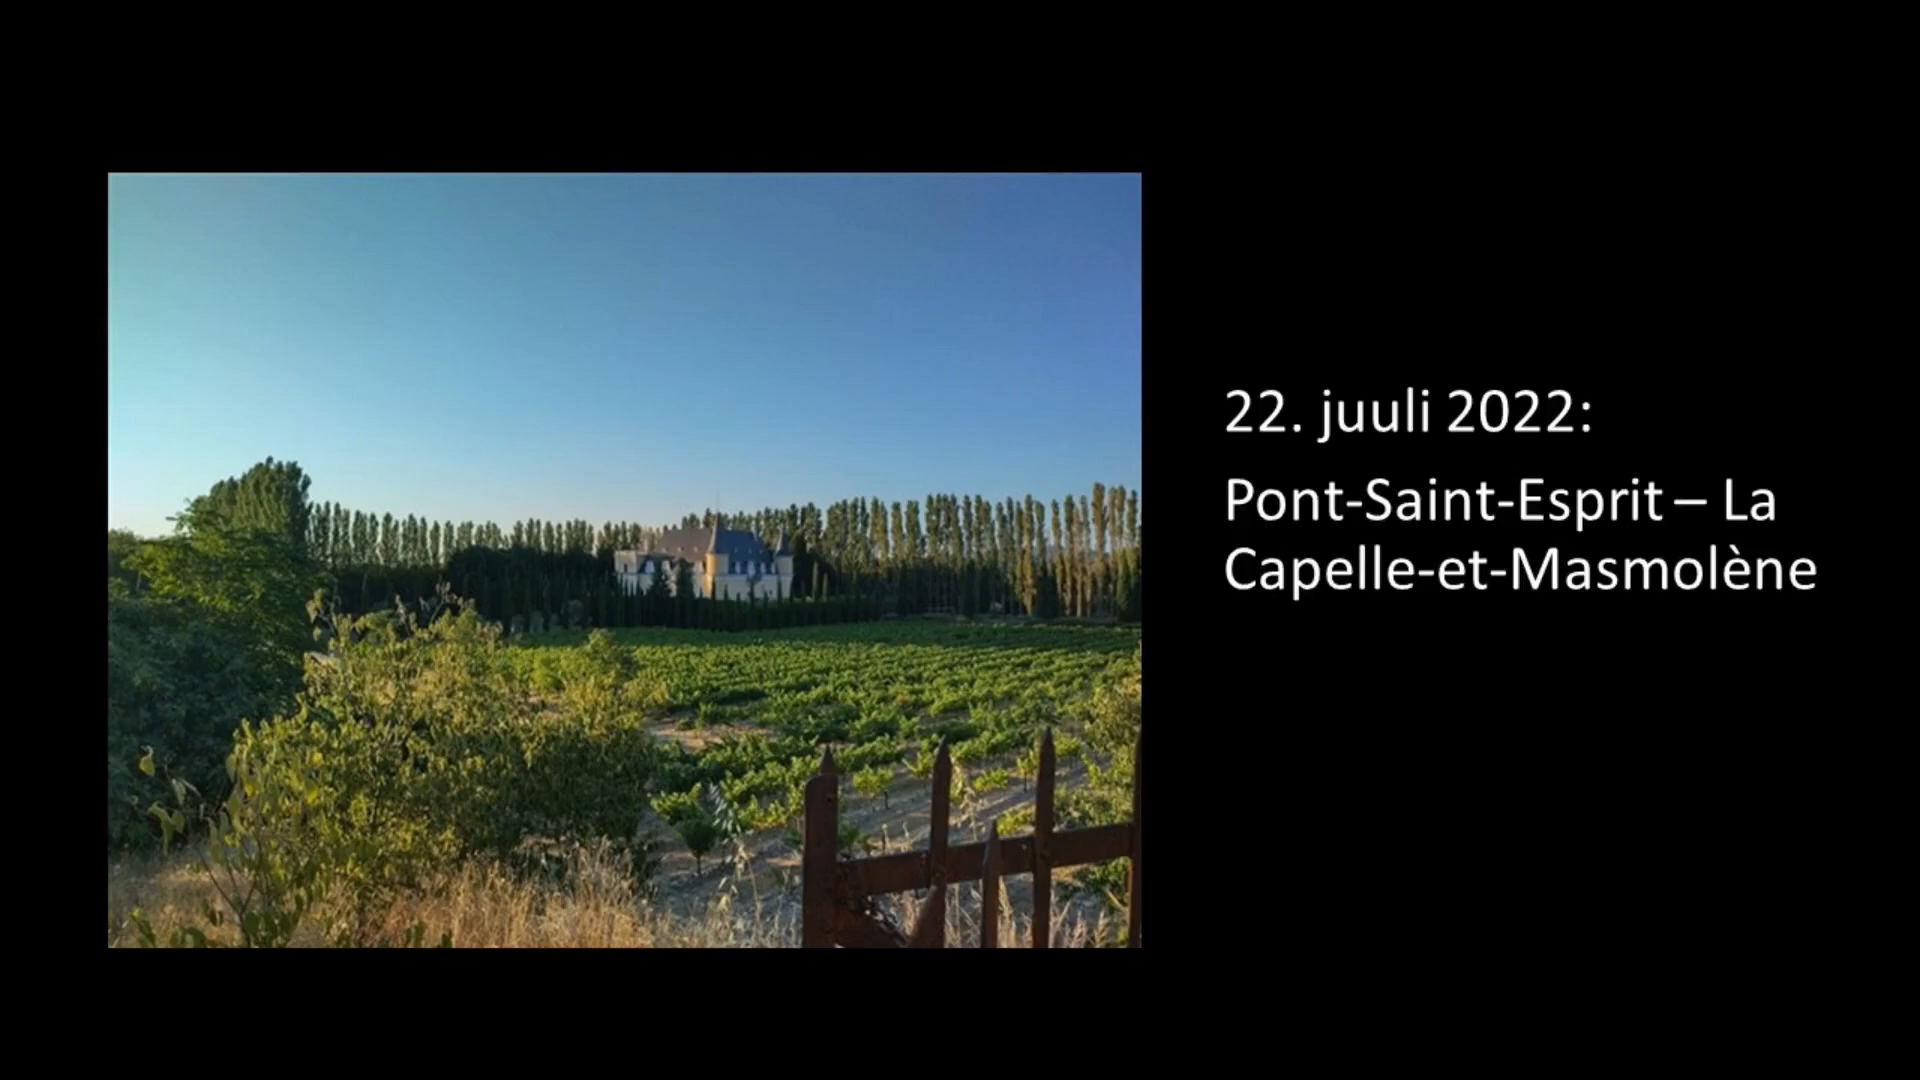 22. juuli 2022:
Pont-Saint-Esprit – La
Capelle-et-Masmolène